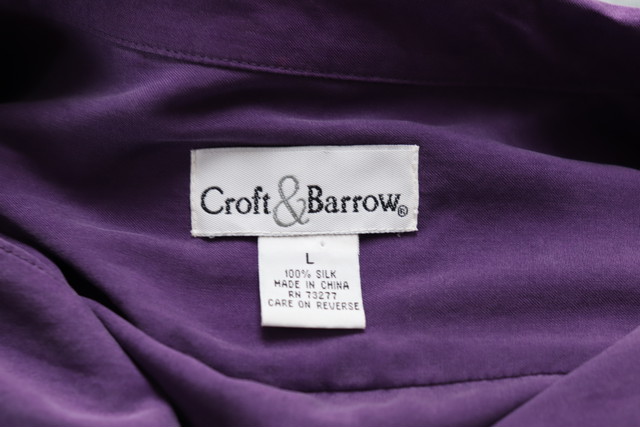 Croft&Barrow®
L
100% SILK
MADE IN CHINA
RN 73277
CARE ON REVERSE